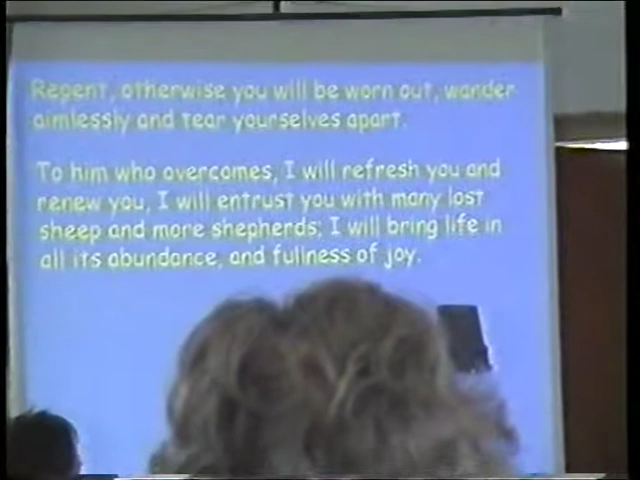 Repent, otherwise you will be worn out, wander
aimlessly and tear yourselves apart.
To him who overcomes, I will refresh you and
renew you, I will entrust you with many lost
sheep and more shepherds; I will bring life in
all its abundance, and fullness of joy.